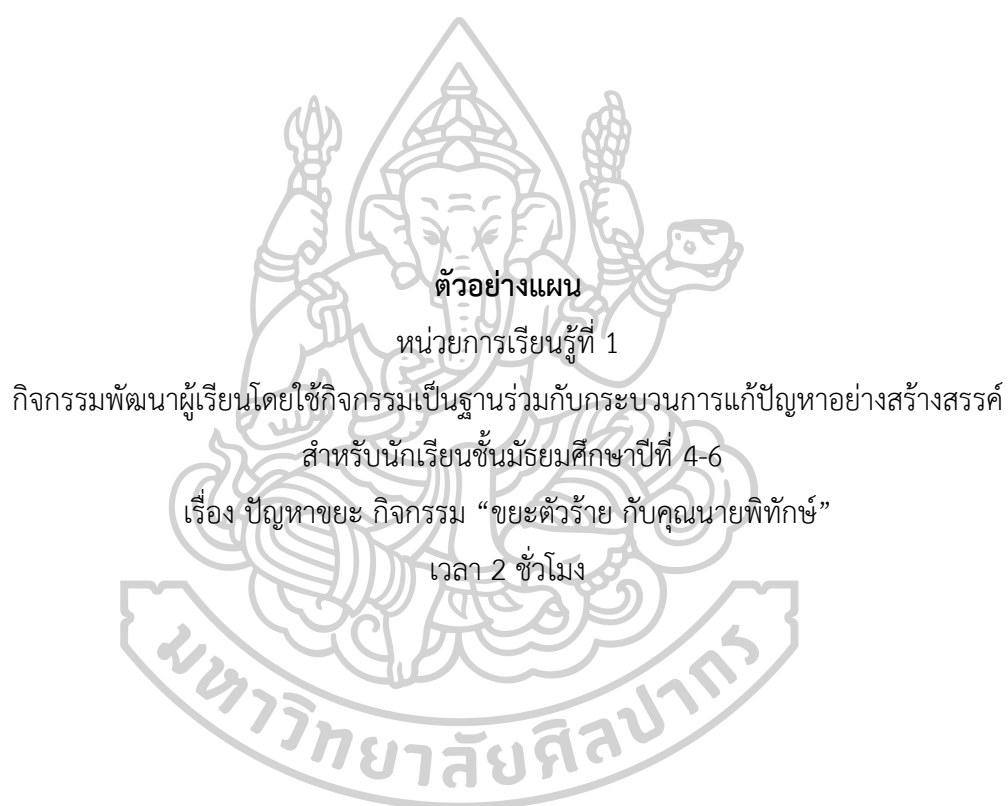 ตัวอย่างแผน
หน่วยการเรียนรู้ที่ 1
กิจกรรมพัฒนาผู้เรียนโดยใช้กิจกรรมเป็นฐานร่วมกับกระบวนการแก้ปัญหาอย่างสร้างสรรค์
สำหรับนักเรียนชั้นมัธยมศึกษาปีที่ 4-6
เรื่อง ปัญหาขยะ กิจกรรม “ขยะตัวร้าย กับคุณนายพิทักษ์”
เวลา 2 ชั่วโมง
มหาวิทยาลัยศิลปากร